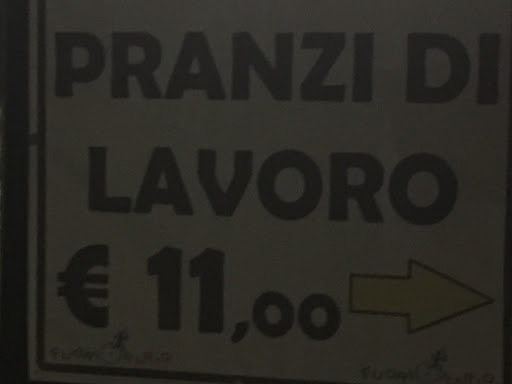 PRANZI DI
LAVORO
€ 11,00